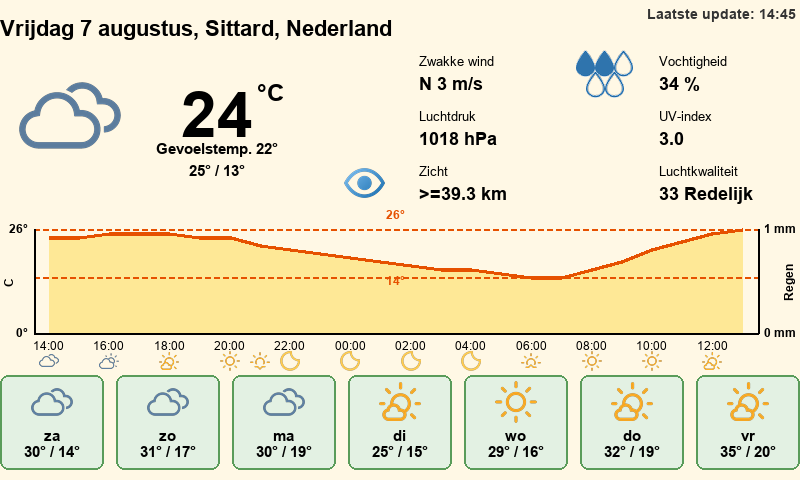 Laatste update: 14:45
Vrijdag 7 augustus, Sittard, Nederland
24 °C
Gevoelstemp. 22°
25° / 13°
Zwakke wind
N 3 m/s
Luchtdruk
1018 hPa
Zicht
>=39.3 km
Vochtigheid
34 %
UV-index
3.0
Luchtkwaliteit
33 Redelijk
26°
26°
1 mm
C
14°
Regen
0°
0 mm
14:00 16:00 18:00 20:00 22:00 00:00 02:00 04:00 06:00 08:00 10:00 12:00
za
30° / 14°
zo
31° / 17°
ma
30° / 19°
di
25° / 15°
wo
29° / 16°
do
32° / 19°
vr
35° / 20°